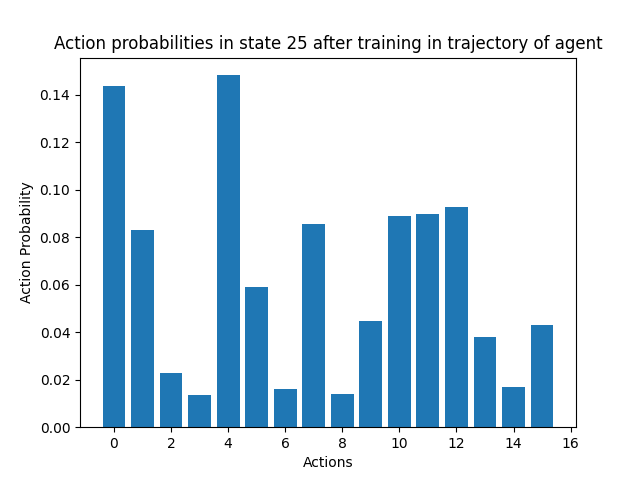 Action probabilities in state 25 after training in trajectory of agent
0.14
0.12
0.10
0.08
0.06
0.04
0.02
0.00
Action Probability
0 2 4 6 8 10 12 14 16
Actions